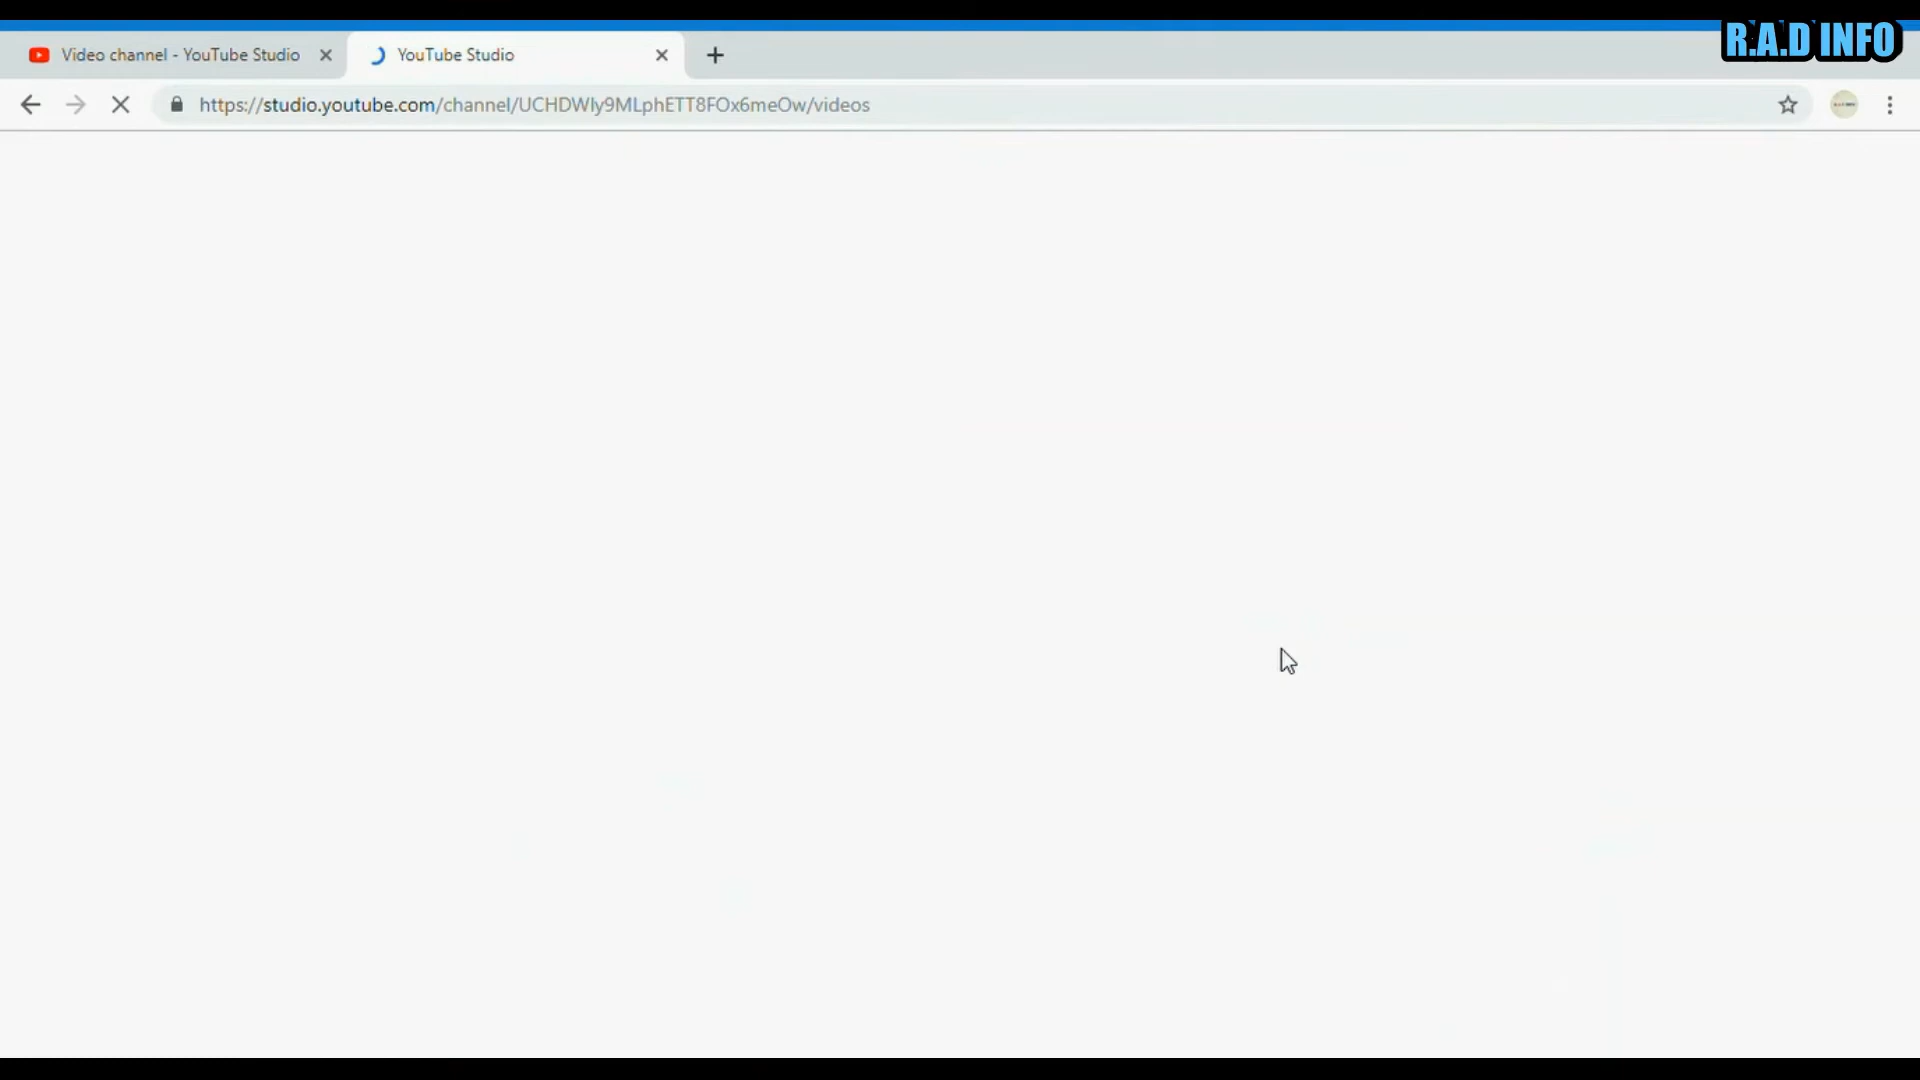 R.A.D INFO
Video channel - YouTube Studio
YouTube Studio
https://studio.youtube.com/channel/UCHDWly9MLphETT8FOx6meOw/videos